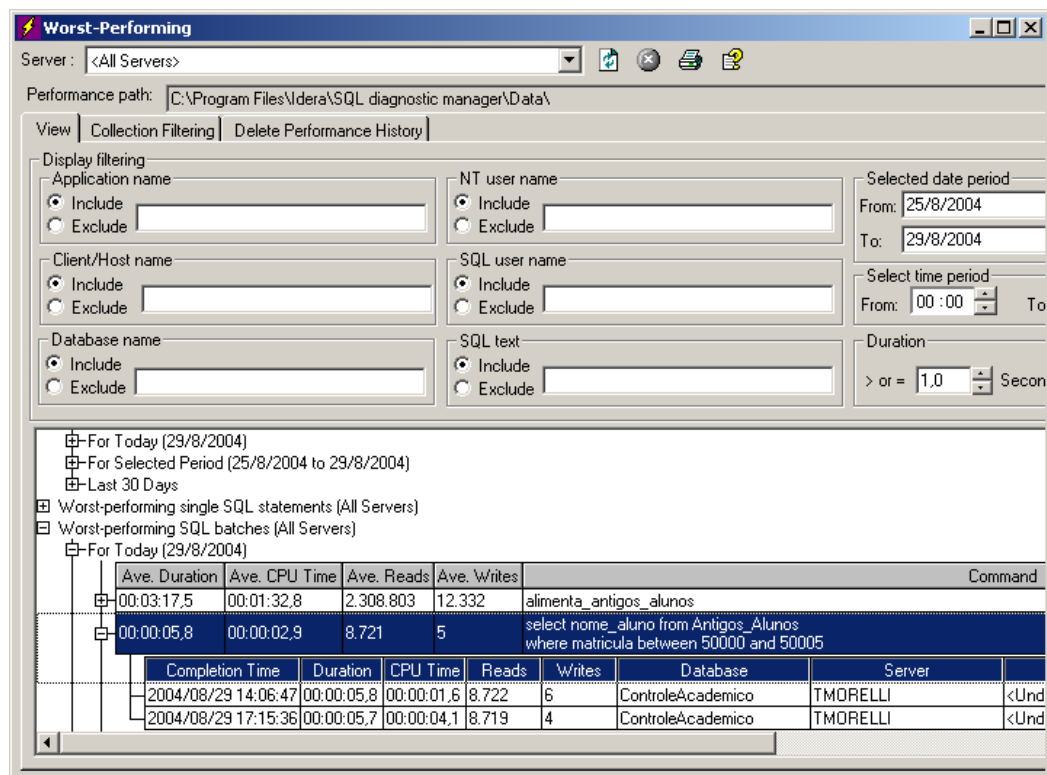 Worst-Performing
Server : <All Servers>
Performance path: C:\Program Files\Idera\SQL diagnostic manager\Data\
View Collection Filtering Delete Performance History
Display filtering
Application name NT user name Selected date period
Include Include From: 25/8/2004
Exclude Exclude
To: 29/8/2004
Client/Host name SQL user name Select time period
Include Include
Exclude Exclude From: 00 :00 To
Database name SQL text Duration
Include Include
Exclude Exclude > or = 1,0 Secon
For Today (29/8/2004)
For Selected Period (25/8/2004 to 29/8/2004)
Last 30 Days
Worst-performing single SQL statements (All Servers)
Worst-performing SQL batches (All Servers)
For Today (29/8/2004)
Ave. Duration Ave. CPU Time Ave. Reads Ave. Writes Command
00:03:17,5 00:01:32,8 2.308.803 12.332 alimenta_antigos_alunos
00:00:05,8 00:00:02,9 8.721 5 select nome_aluno from Antigos_Alunos
where matricula between 50000 and 50005
Completion Time Duration CPU Time Reads Writes Database Server
2004/08/29 14:06:47 00:00:05,8 00:00:01,6 8.722 6 ControleAcademico TMORELLI <Und
2004/08/29 17:15:36 00:00:05,7 00:00:04,1 8.719 4 ControleAcademico TMORELLI <Und